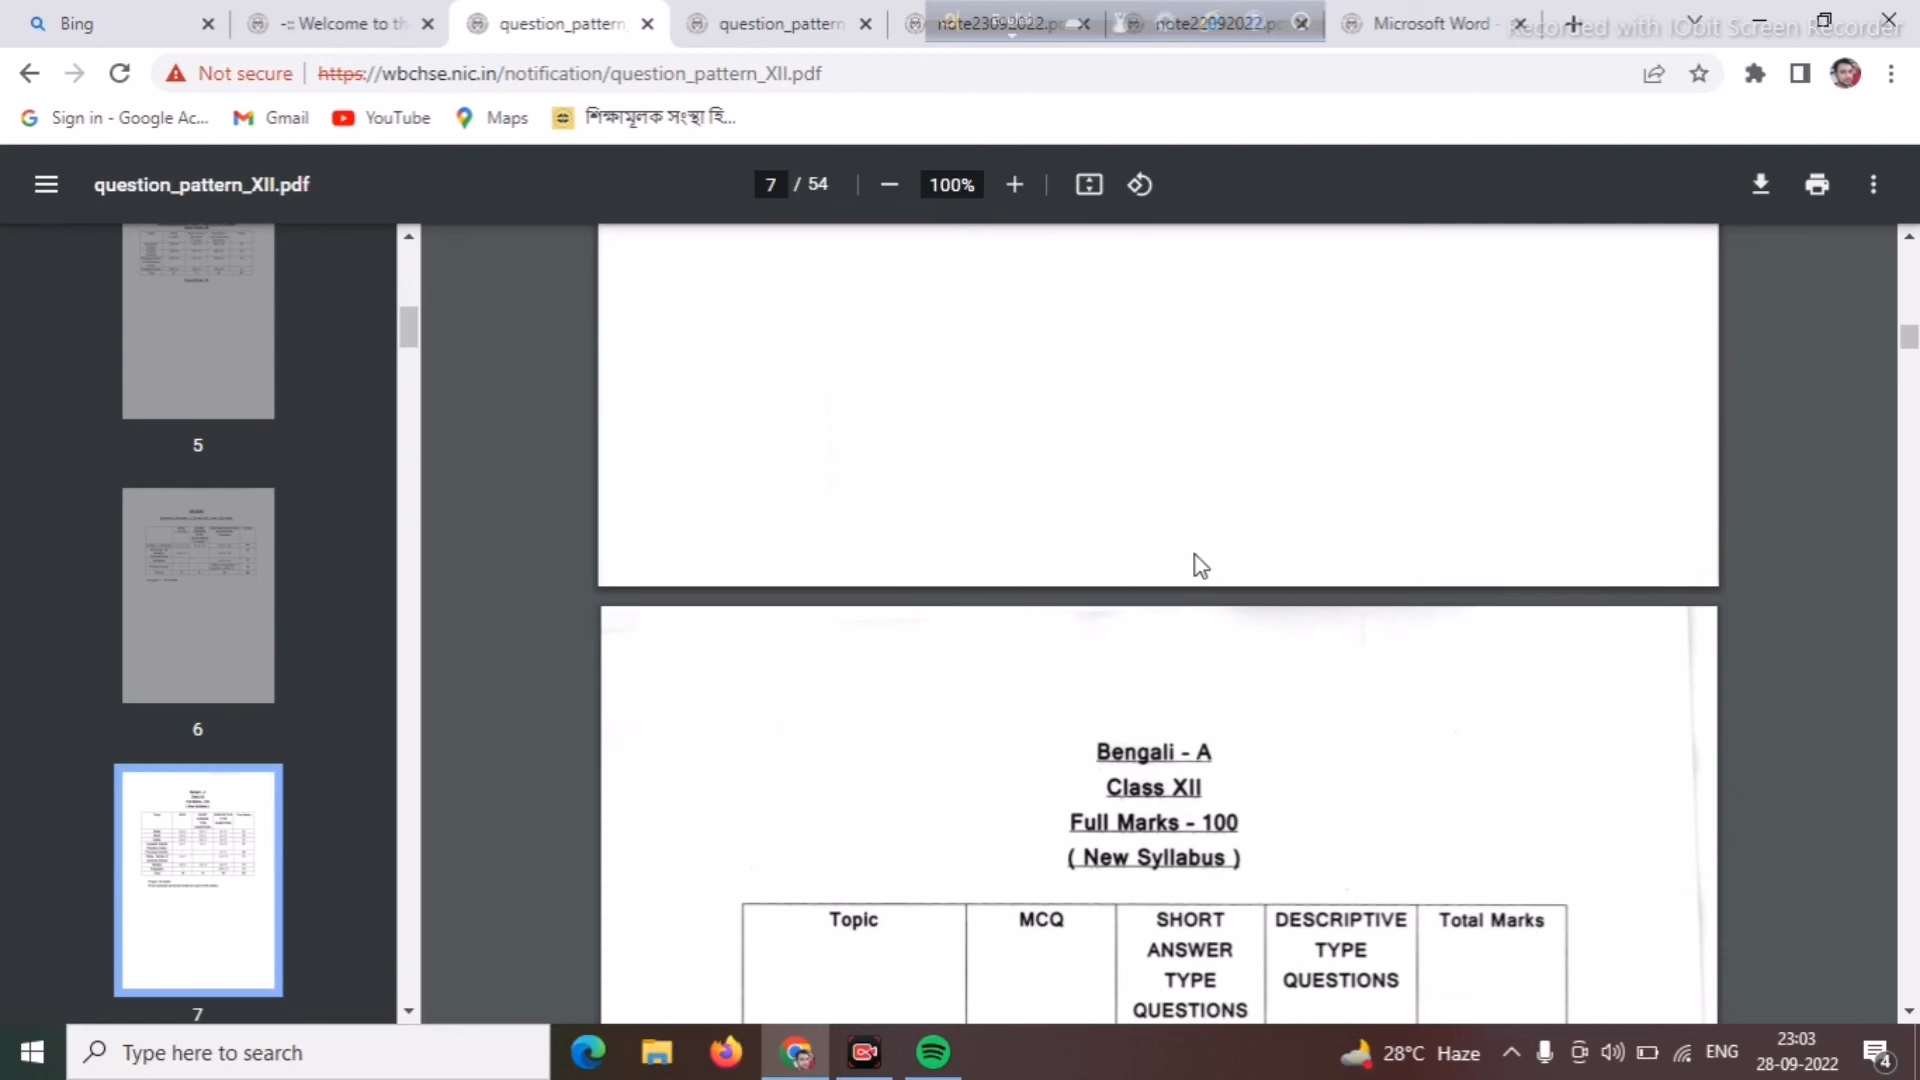 Bing
-:: Welcome to th
question_pattern_
question_pattern
note23092022.p
note22092022.p
Microsoft Word -
Recorded with IObit Screen Recorder
Not secure
https://wbchse.nic.in/notification/question_pattern_XII.pdf
Sign in - Google Ac...
Gmail
YouTube
Maps
শিক্ষামূলক সংস্থা হি...
question_pattern_XII.pdf
7 / 54
100%
5
6
7
Bengali - A
Class XII
Full Marks - 100
( New Syllabus )
Topic
MCQ
SHORT
ANSWER
TYPE
QUESTIONS
DESCRIPTIVE
TYPE
QUESTIONS
Total Marks
Type here to search
28°C Haze
ENG
23:03
28-09-2022
4